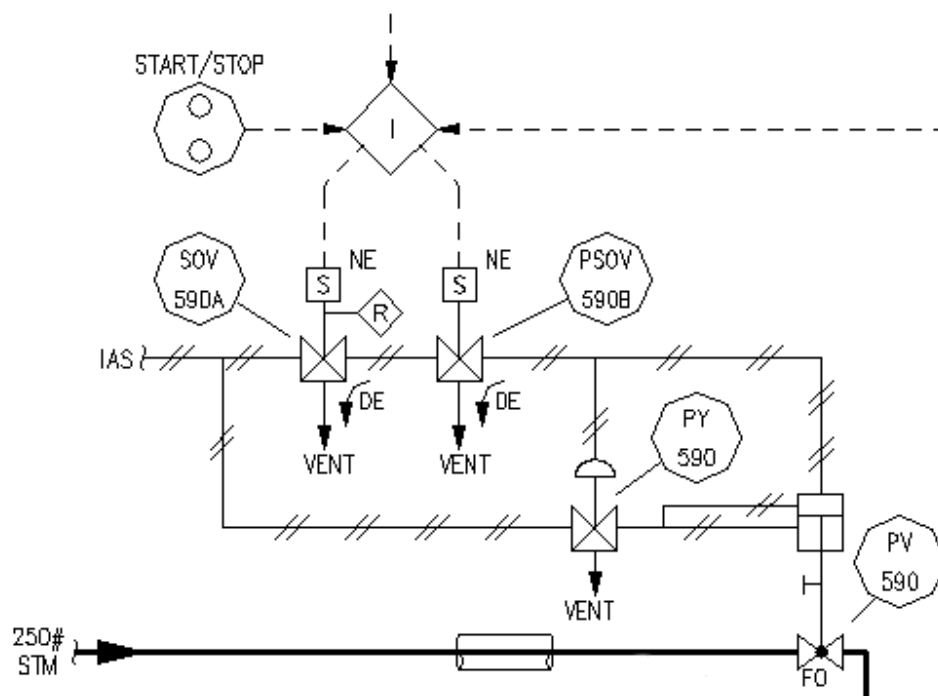 START/STOP
I
SOV
590A
NE
S
R
NE
S
PSOV
590B
IAS
DE
VENT
DE
VENT
PY
590
VENT
PV
590
250#
STM
FO